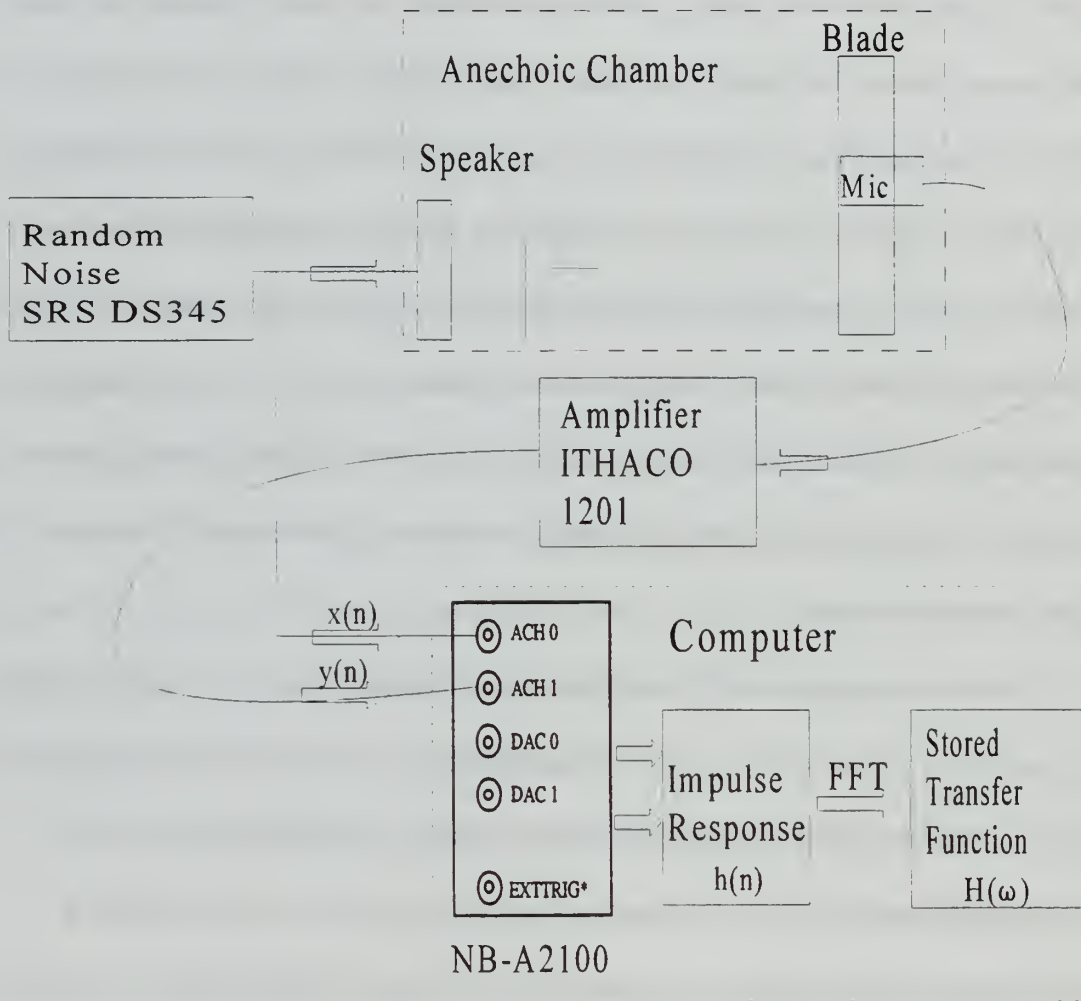 Blade
Anechoic Chamber
Speaker
Mic
Random
Noise
SRS DS345
Amplifier
ITHACO
1201
x(n)
y(n)
ACH 0
ACH 1
DAC 0
DAC 1
EXTTRIG*
NB-A2100
Computer
Impulse
Response
h(n)
FFT
Stored
Transfer
Function
H(ω)